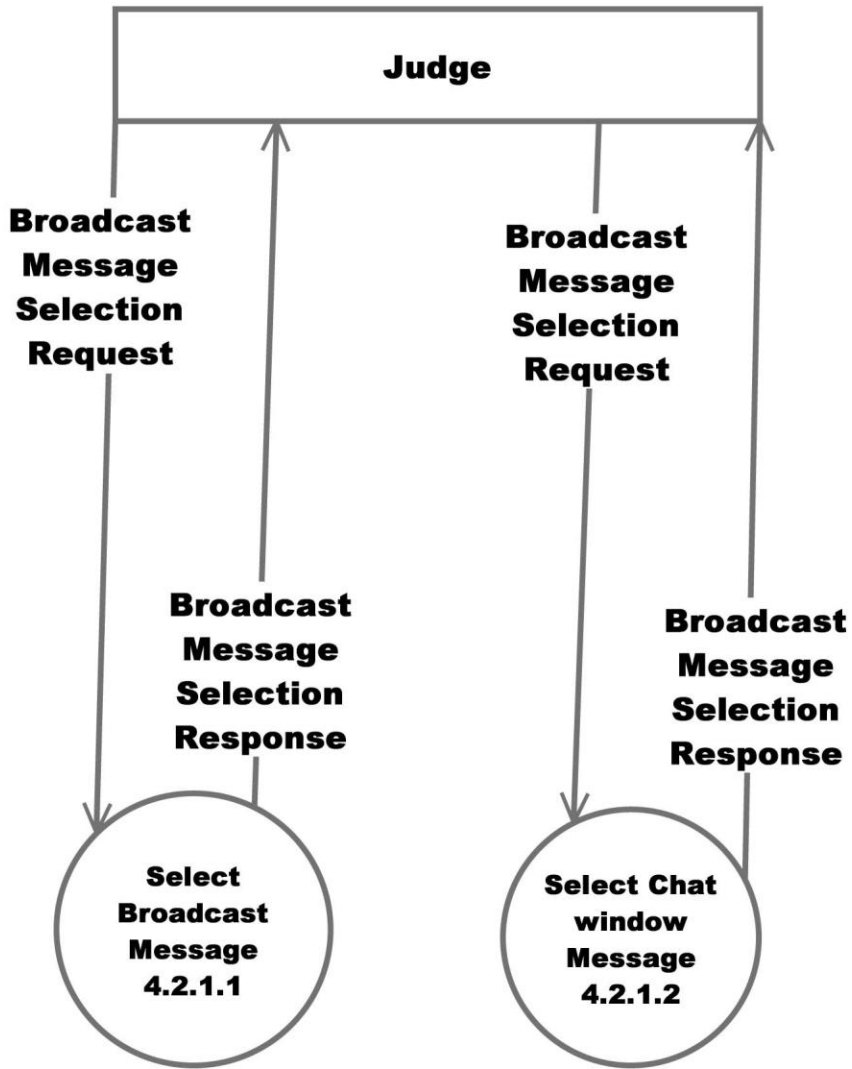 Judge
Broadcast
Message
Selection
Request
Broadcast
Message
Selection
Response
Broadcast
Message
Selection
Request
Broadcast
Message
Selection
Response
Select
Broadcast
Message
4.2.1.1
Select Chat
window
Message
4.2.1.2